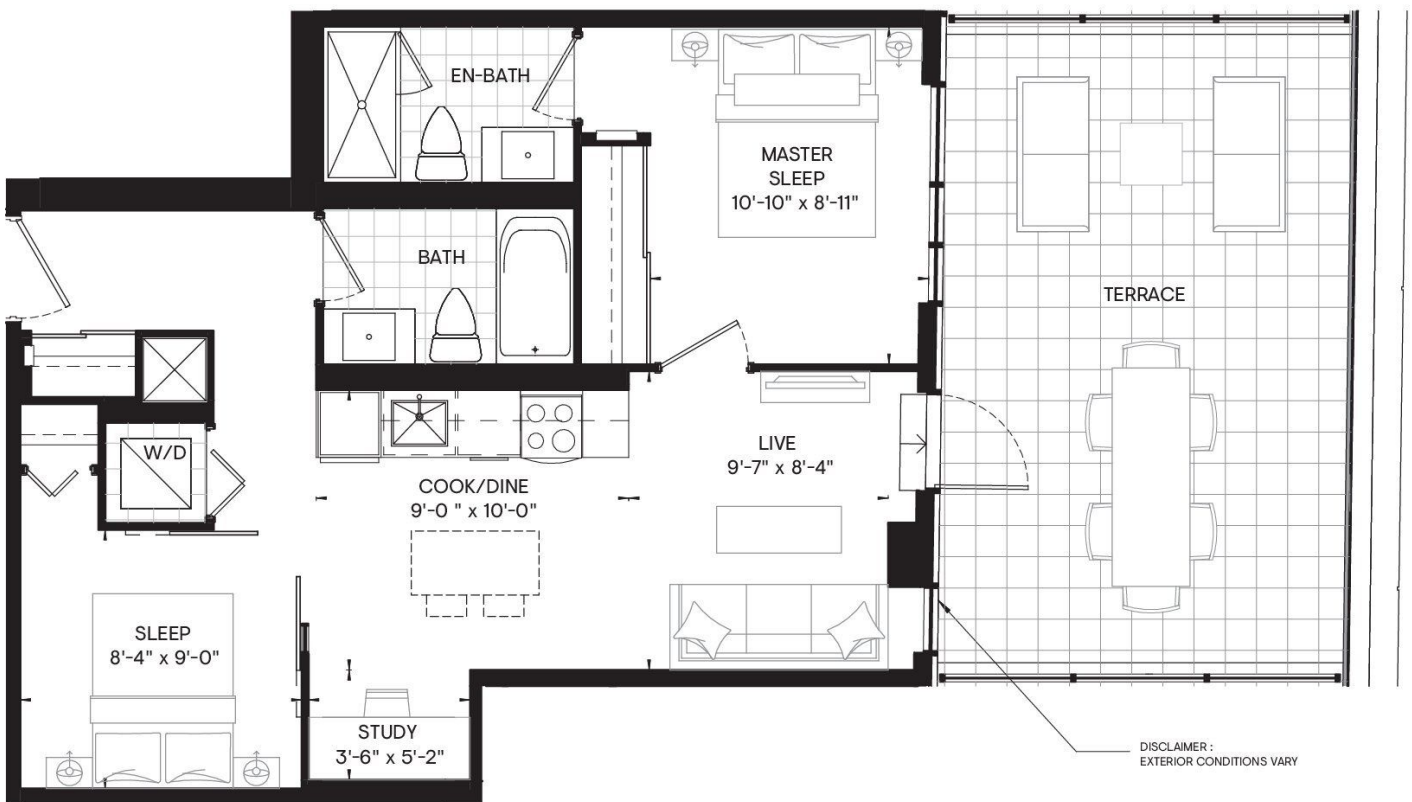 EN-BATH
MASTER
SLEEP
10'-10" x 8'-11"
BATH
TERRACE
W/D
COOK/DINE
9'-0 " x 10'-0"
LIVE
9'-7" x 8'-4"
SLEEP
8'-4" x 9'-0"
STUDY
3'-6" x 5'-2"
DISCLAIMER :
EXTERIOR CONDITIONS VARY